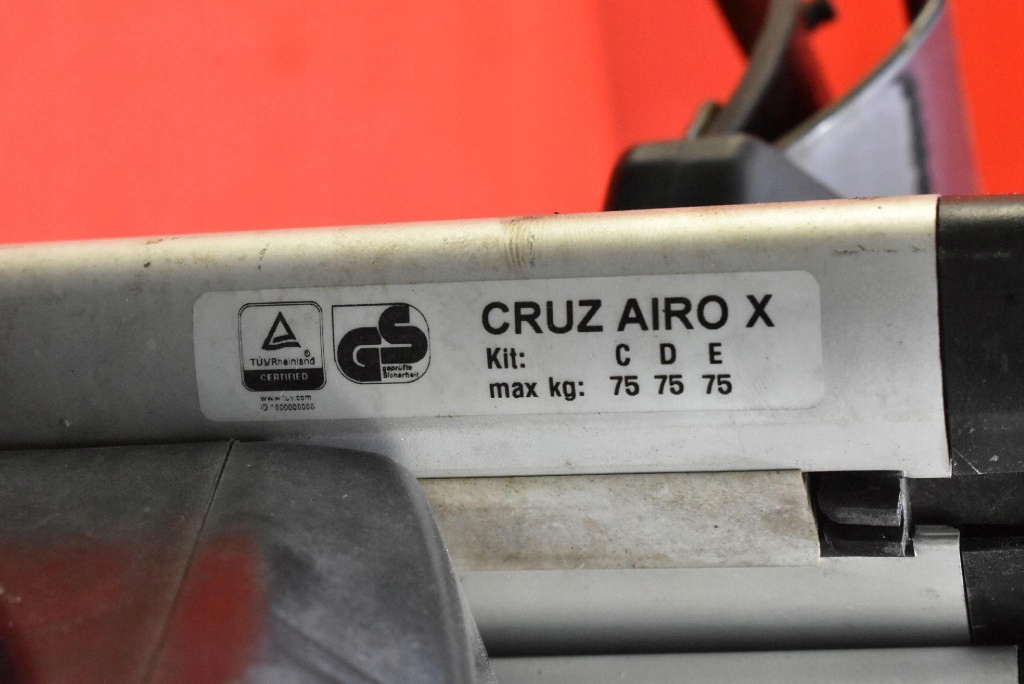 TÜVRheinland
CERTIFIED
www.tuv.com
GS
geprüfte
Sicherheit
CRUZ AIRO X
Kit: C D E
max kg: 75 75 75